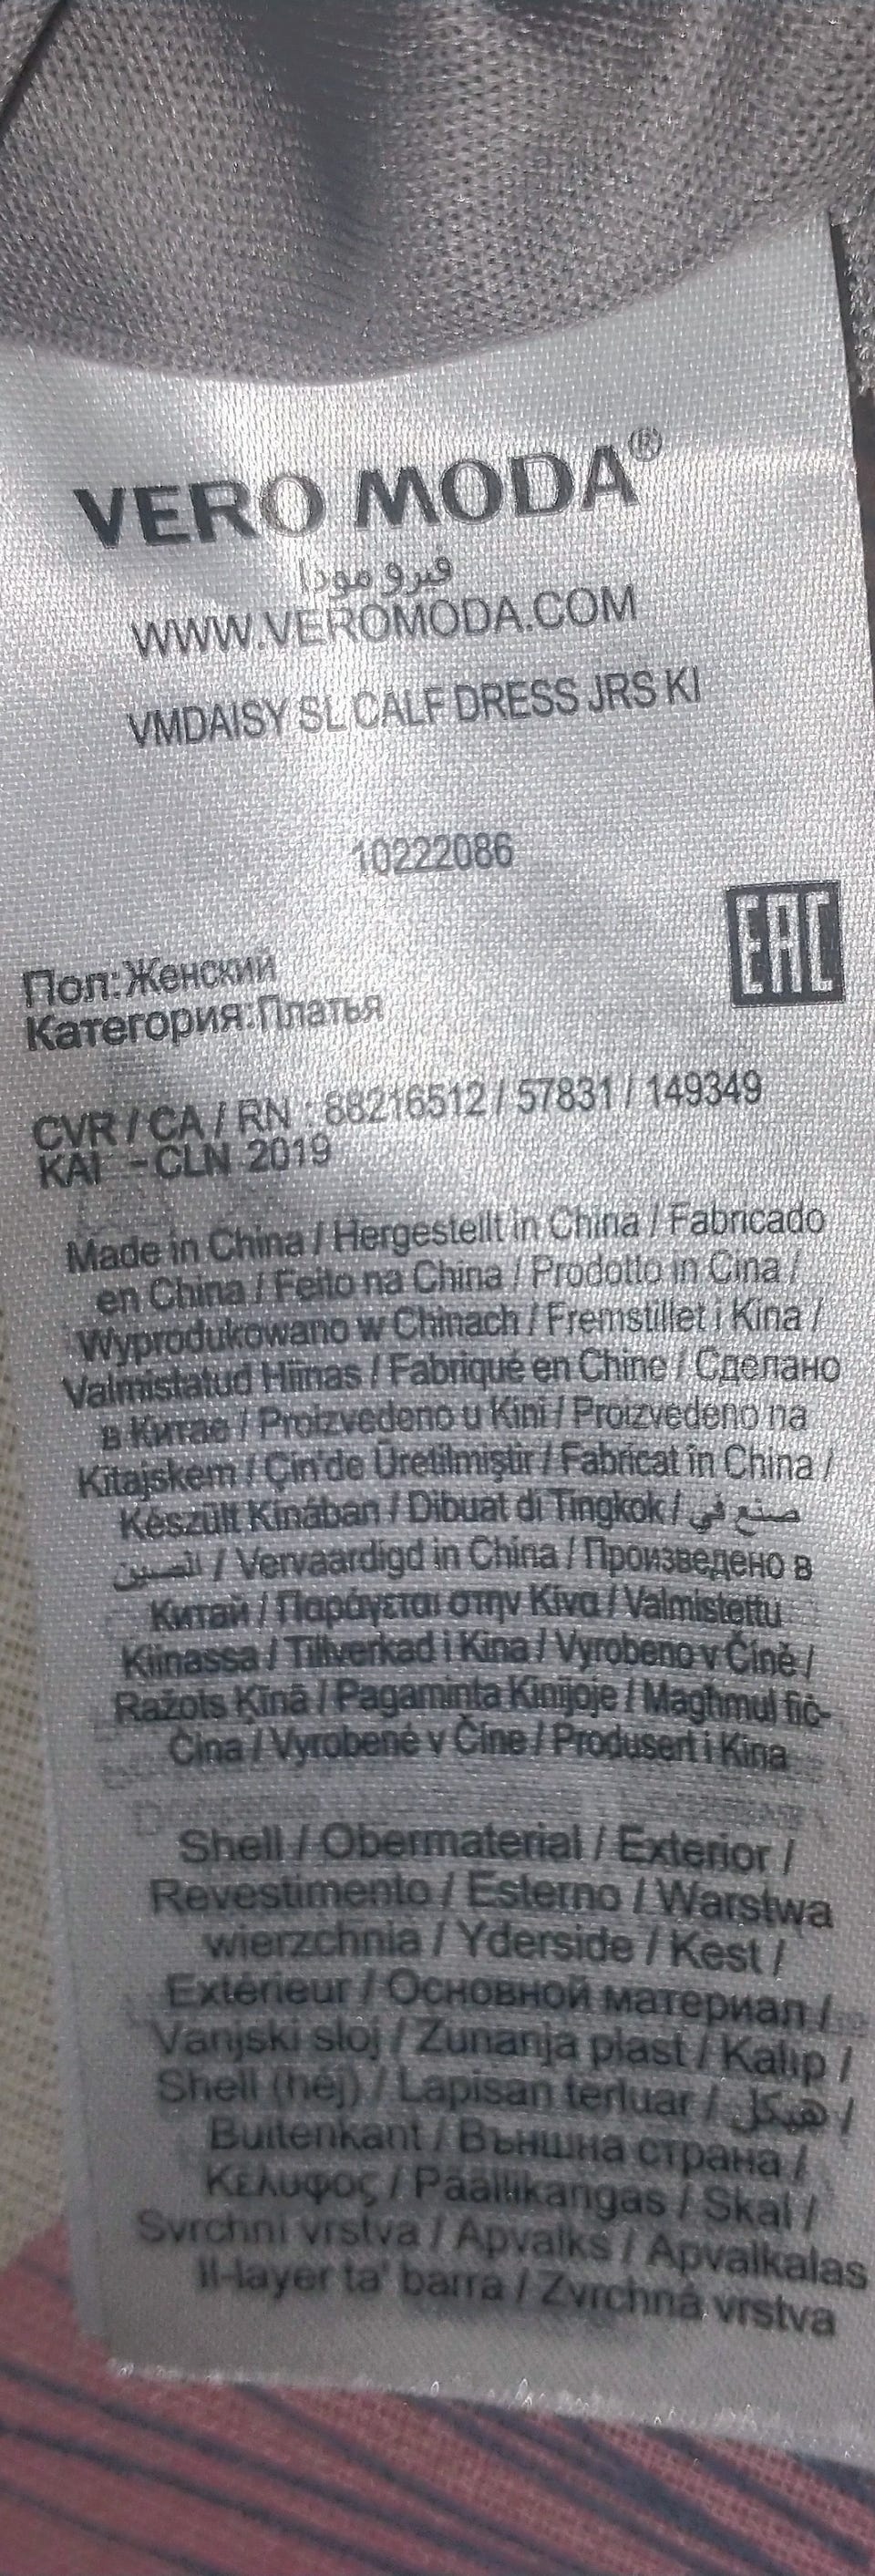 VERO MODA®
فيرو مودا
WWW.VEROMODA.COM
VMDAISY SL CALF DRESS JRS KI
10222086
EAC
Пол:Женский
Категория:Платья
CVR / CA / RN : 88216512 / 57831 / 149349
- CLN 2019
Made in China / Hergestellt in China / Fabricado
en China / Feito na China / Prodotto in Cina /
Wyprodukowano w Chinach / Fremstillet i Kina /
Valmistatud Hiinas / Fabriqué en Chine / Сделано
в Китае / Proizvedeno u Kini / Proizvedeno na
Kitajskem / Çin'de Üretilmiştir / Fabricat în China /
Készült Kínában / Dibuat di Tingkok / صنع في
الصين / Vervaardigd in China / Произведено в
Китай / Παράγεται στην Κίνα / Valmistettu
Kiinassa / Tillverkad i Kina / Vyrobeno v Číně /
Ražots Ķīnā / Pagaminta Kinijoje / Magħmul fiċ-
Ċina / Vyrobené v Číne / Produsert i Kina
Shell / Obermaterial / Exterior /
Revestimento / Esterno / Warstwa
wierzchnia / Yderside / Kest /
Extérieur / Основной материал /
Vanjski sloj / Zunanja plast / Kalıp /
Shell (héj) / Lapisan terluar / هيكل /
Buitenkant / Външна страна /
Κέλυφος / Päällikangas / Skal /
Svrchní vrstva / Apvalks / Apvalkalas
Il-layer ta' barra / Zvrchná vrstva